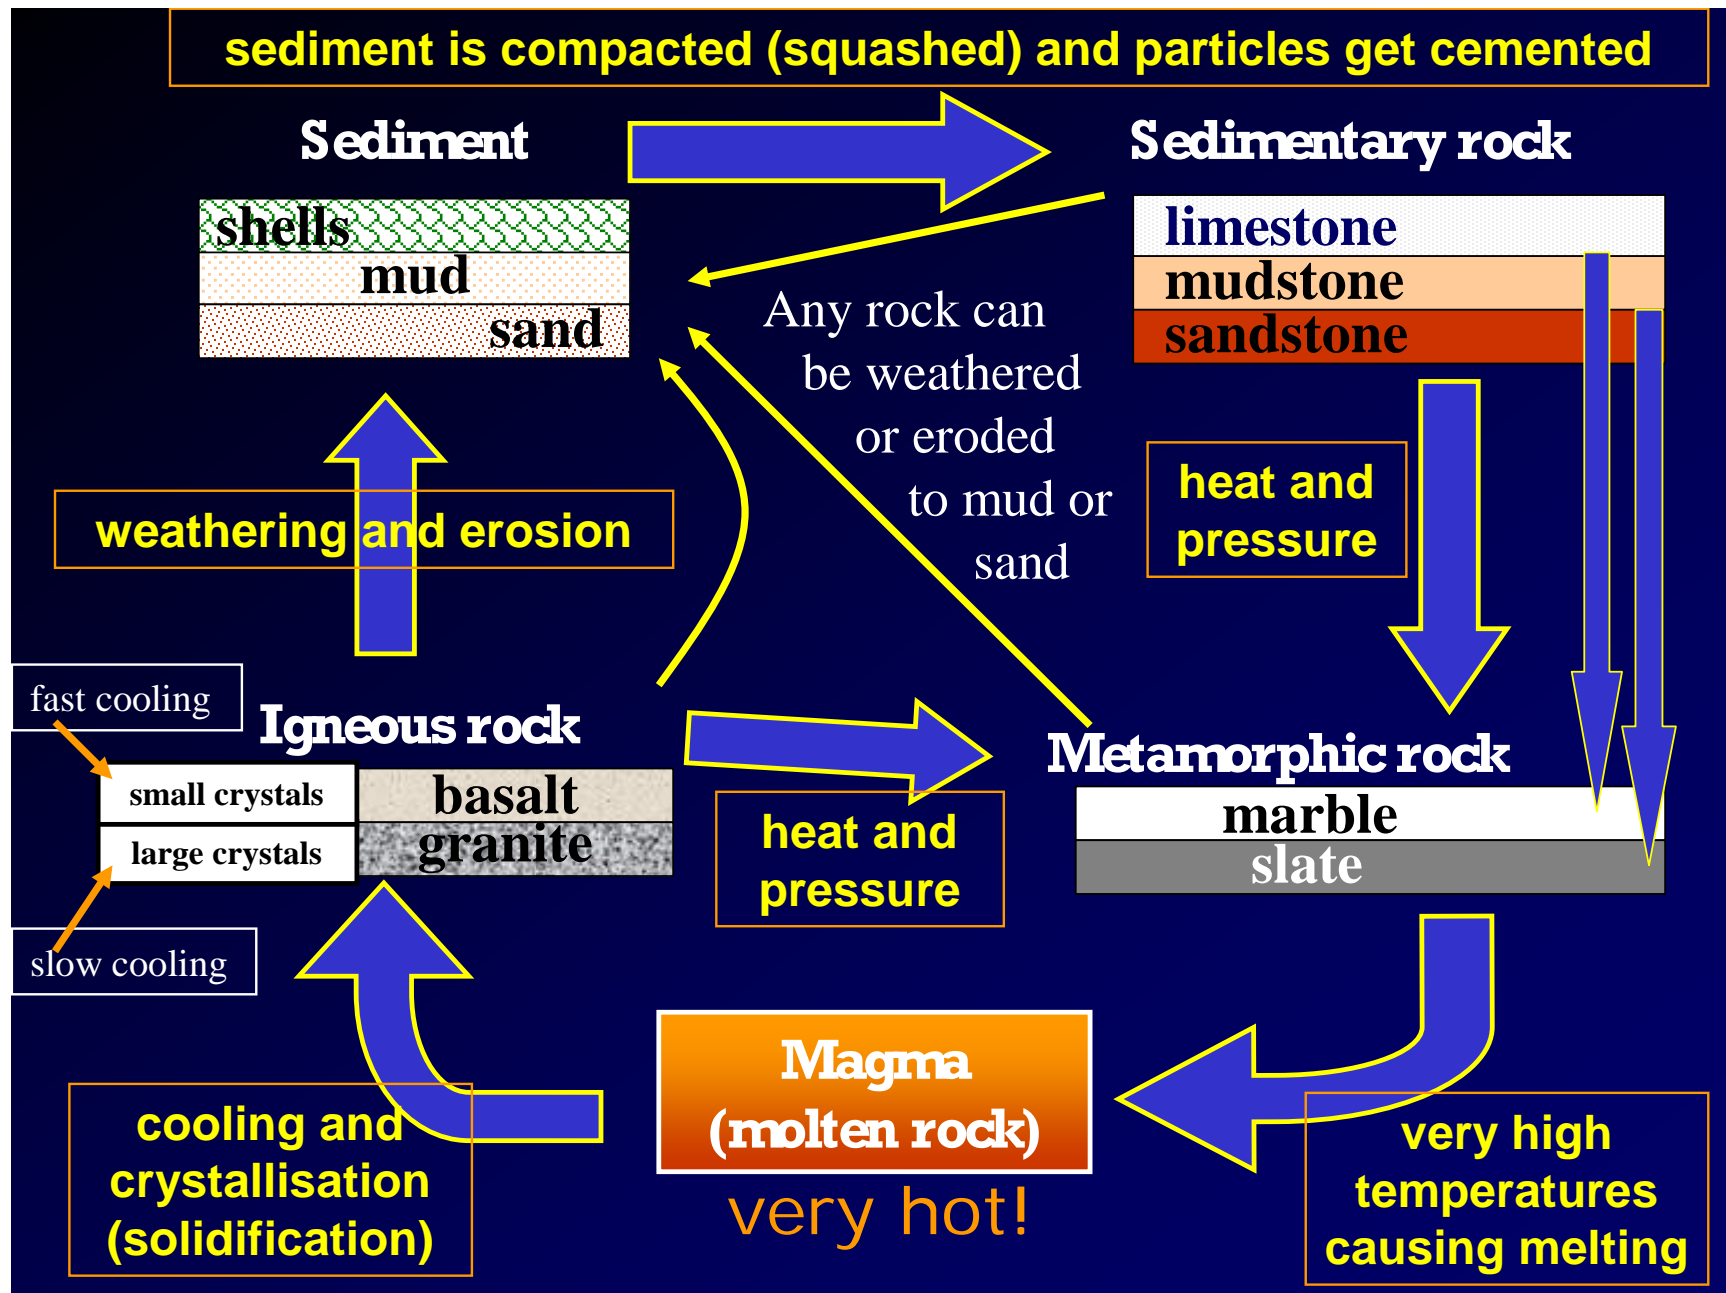 sediment is compacted (squashed) and particles get cemented
Sediment
Sedimentary rock
shells
mud
sand
limestone
mudstone
sandstone
Any rock can
be weathered
or eroded
to mud or
sand
heat and
pressure
weathering and erosion
fast cooling
Igneous rock
small crystals
basalt
large crystals
granite
slow cooling
heat and
pressure
Metamorphic rock
marble
slate
Magma
(molten rock)
very hot!
cooling and
crystallisation
(solidification)
very high
temperatures
causing melting